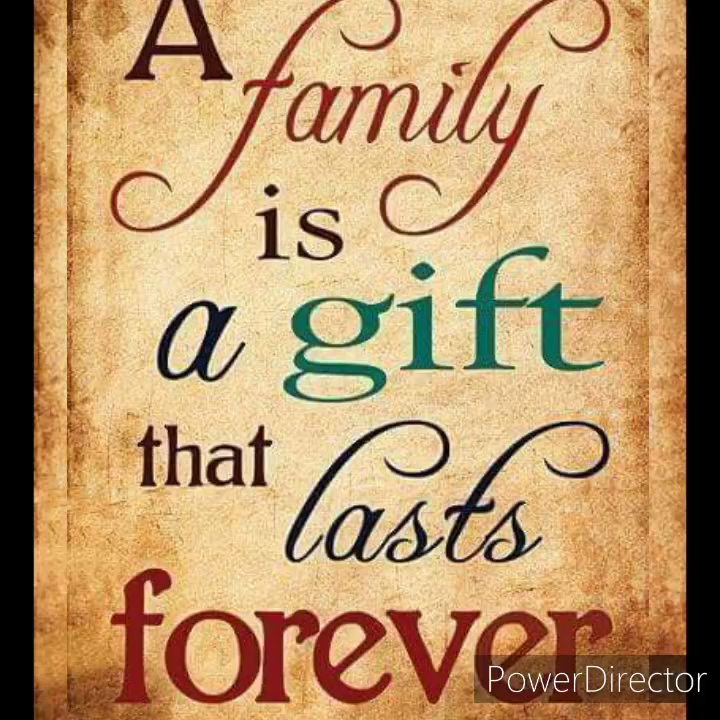 A family
is
a gift
that lasts
forever
PowerDirector